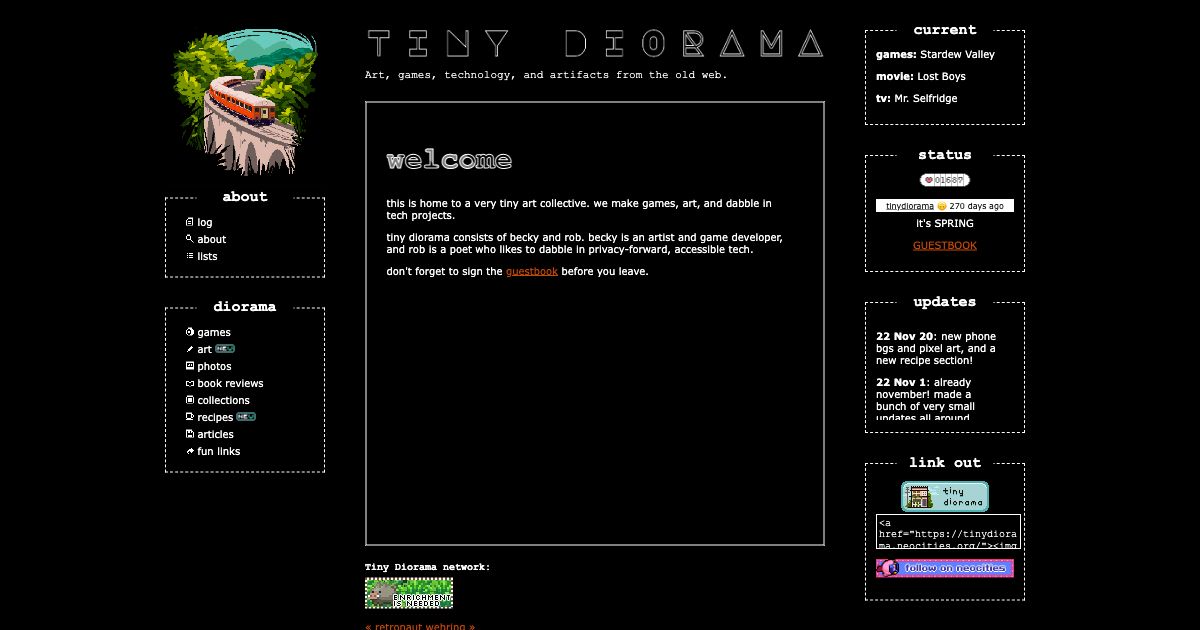 TINY DIORAMA
Art, games, technology, and artifacts from the old web.
about
log
about
lists
diorama
games
art NEW
photos
book reviews
collections
recipes NEW
articles
fun links
welcome
this is home to a very tiny art collective. we make games, art, and dabble in
tech projects.
tiny diorama consists of becky and rob. becky is an artist and game developer,
and rob is a poet who likes to dabble in privacy-forward, accessible tech.
don't forget to sign the guestbook before you leave.
Tiny Diorama network:
ENRICHMENT
IS NEEDED
« retronaut webring »
current
games: Stardew Valley
movie: Lost Boys
tv: Mr. Selfridge
status
01687
tinydiorama 270 days ago
it's SPRING
GUESTBOOK
updates
22 Nov 20: new phone
bgs and pixel art, and a
new recipe section!
22 Nov 1: already
november! made a
bunch of very small
updates all around
link out
tiny
diorama
<a
href="https://tinydiora
ma.neocities.org/"><img
follow on neocities